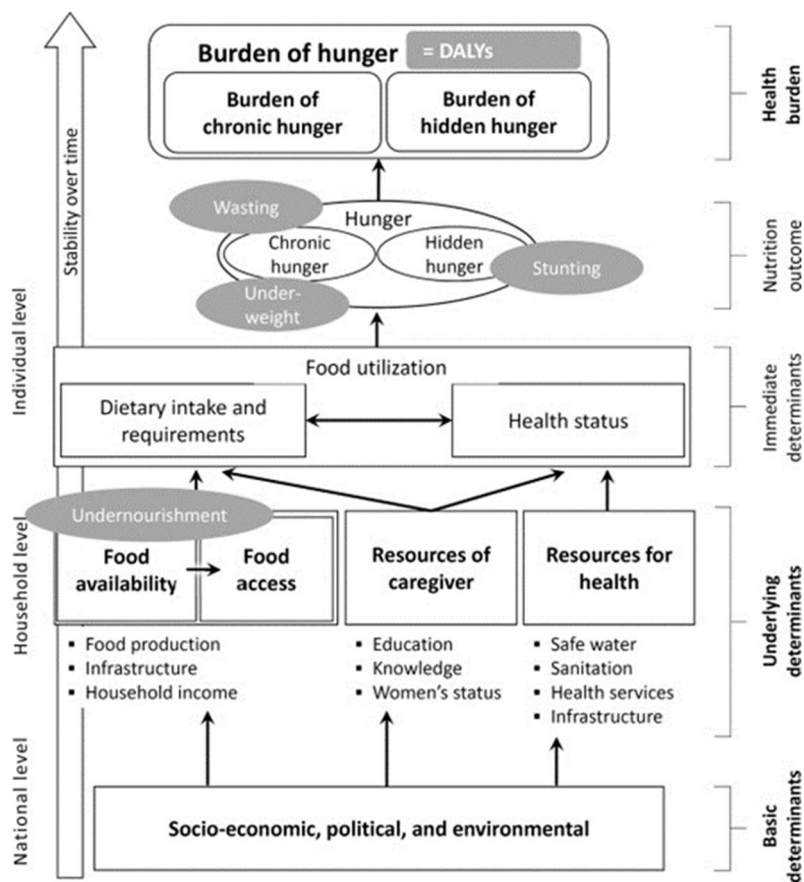 Burden of hunger = DALYs
Burden of
chronic hunger
Burden of
hidden hunger
Health
burden
Stability over time
Wasting
Hunger
Chronic
hunger
Hidden
hunger
Stunting
Under-
weight
Nutrition
outcome
Individual level
Food utilization
Dietary intake and
requirements
Health status
Immediate
determinants
Household level
Undernourishment
Food
availability
Food
access
Resources of
caregiver
Resources for
health
▪ Food production
▪ Infrastructure
▪ Household income
▪ Education
▪ Knowledge
▪ Women's status
▪ Safe water
▪ Sanitation
▪ Health services
▪ Infrastructure
Underlying
determinants
National level
Socio-economic, political, and environmental
Basic
determinants